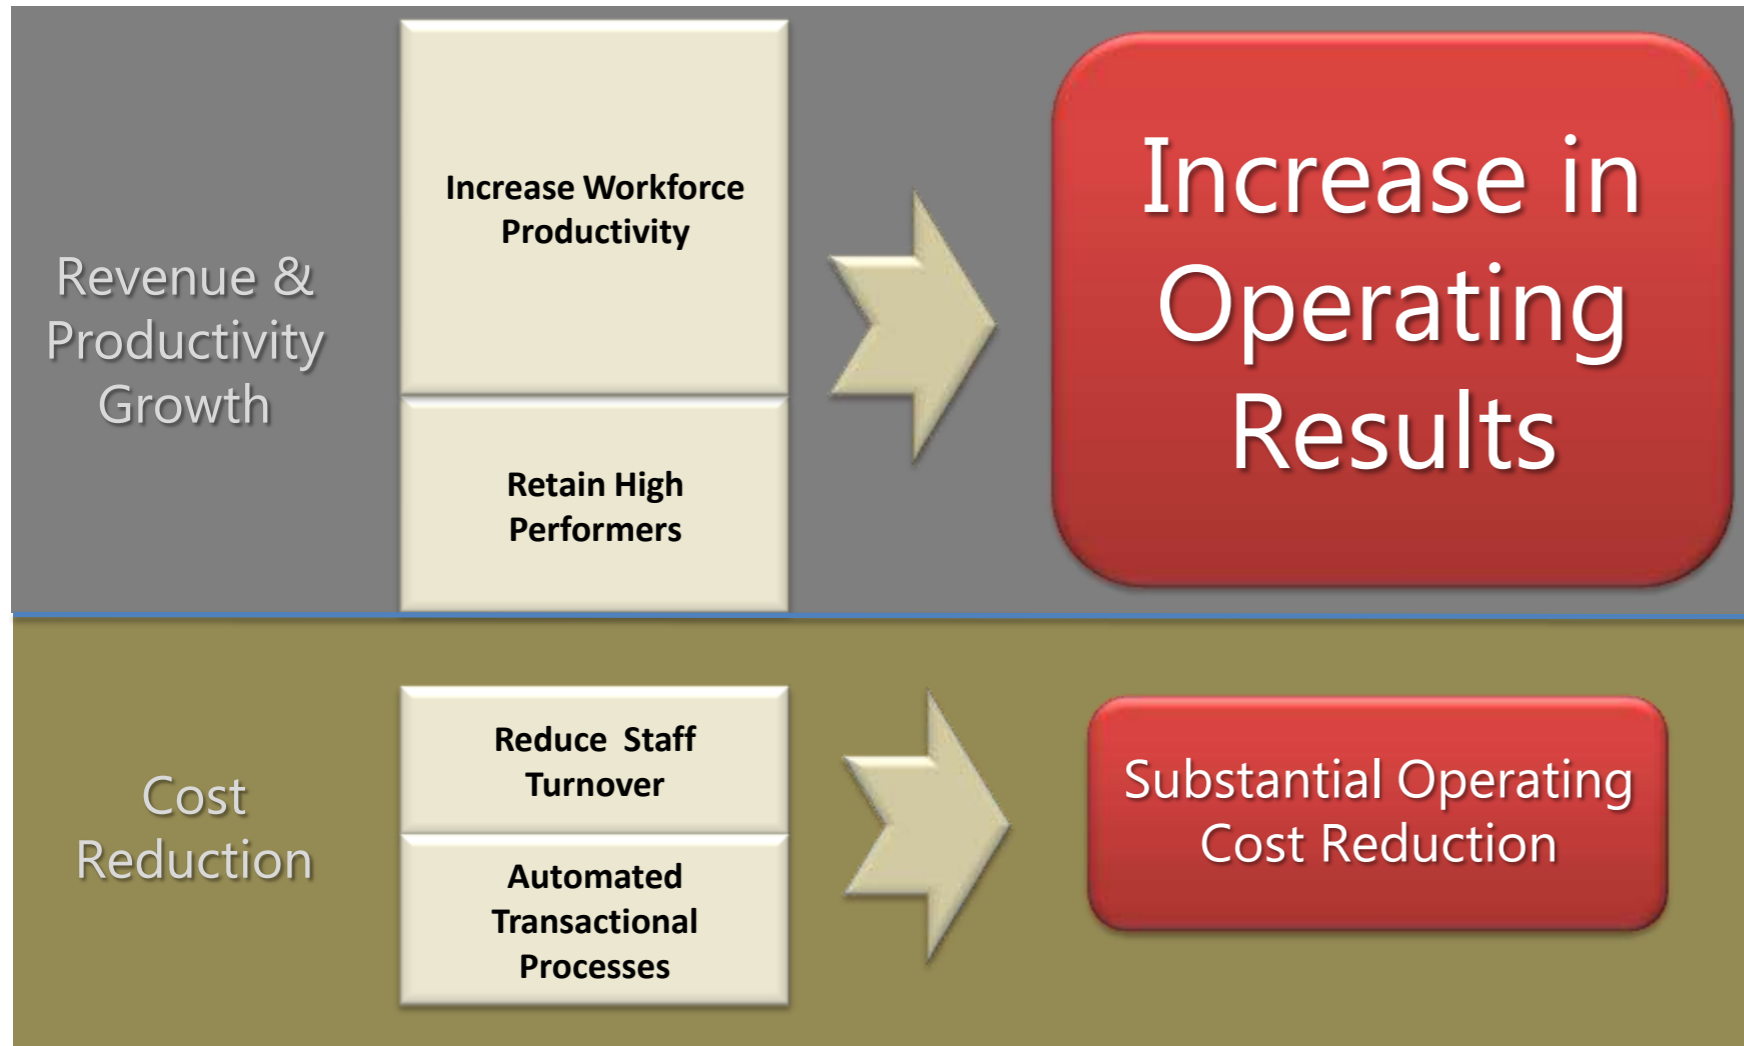 Revenue &
Productivity
Growth
Increase Workforce
Productivity
Retain High
Performers
Increase in
Operating
Results
Cost
Reduction
Reduce  Staff
Turnover
Automated
Transactional
Processes
Substantial Operating
Cost Reduction